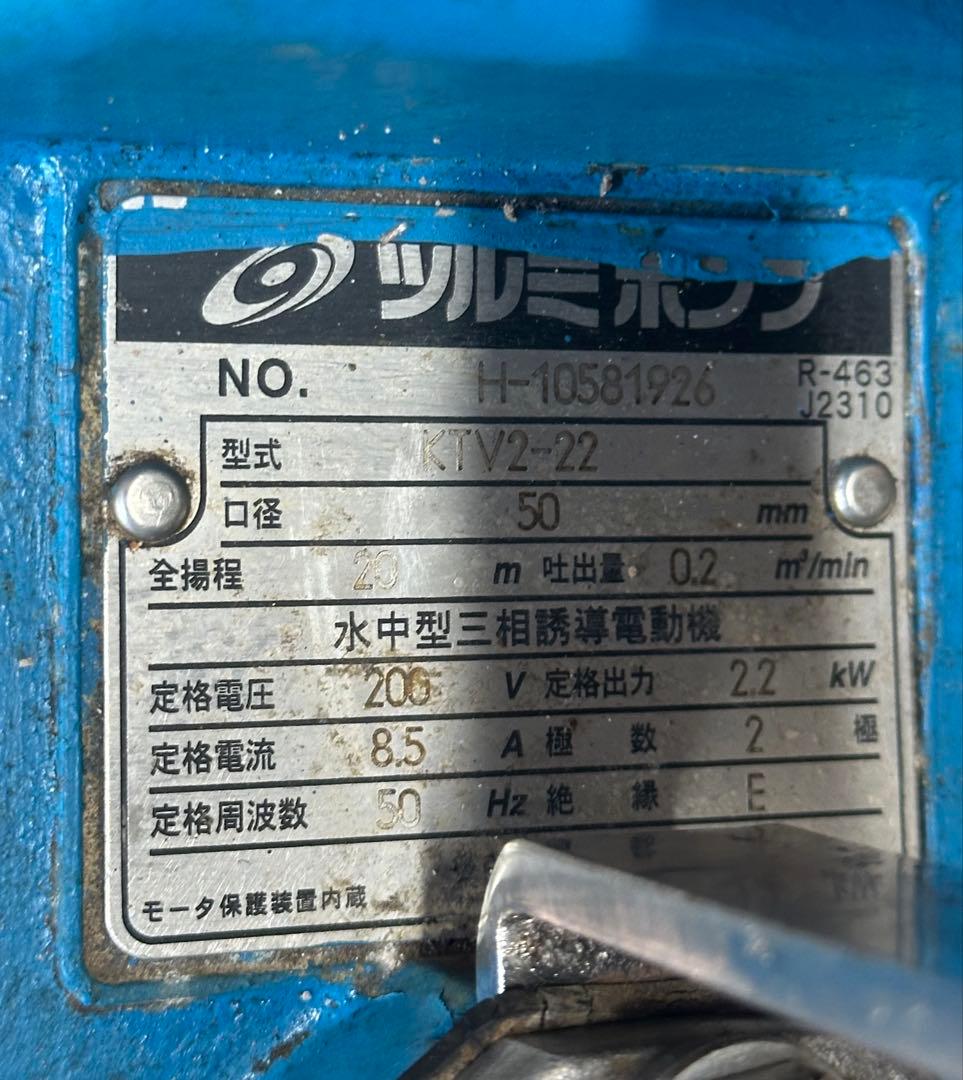 ツルミポンプ
NO. H-10581926 R-463
J2310
型式 KTV2-22
口径 50 mm
全揚程 20 m 吐出量 0.2 m³/min
水中型三相誘導電動機
定格電圧 200 V 定格出力 2.2 kW
定格電流 8.5 A 極 数 2 極
定格周波数 50 Hz 絶 縁 E
モータ保護装置内蔵